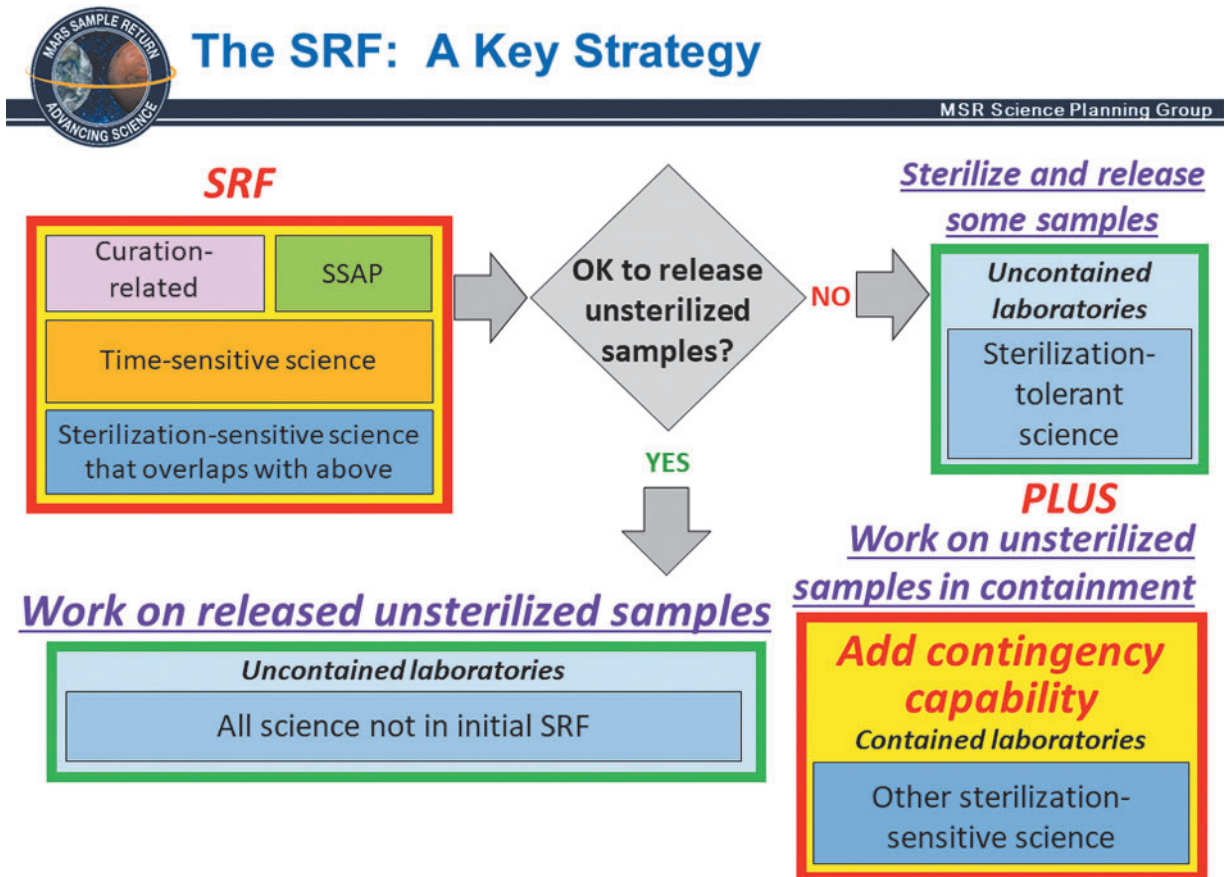 MARS SAMPLE RETURN
ADVANCING SCIENCE
The SRF: A Key Strategy
MSR Science Planning Group
SRF
Curation-
related
SSAP
Time-sensitive science
Sterilization-sensitive science
that overlaps with above
OK to release
unsterilized
samples?
NO
YES
Sterilize and release
some samples
Uncontained
laboratories
Sterilization-
tolerant
science
PLUS
Work on unsterilized
samples in containment
Add contingency
capability
Contained laboratories
Other sterilization-
sensitive science
Work on released unsterilized samples
Uncontained laboratories
All science not in initial SRF